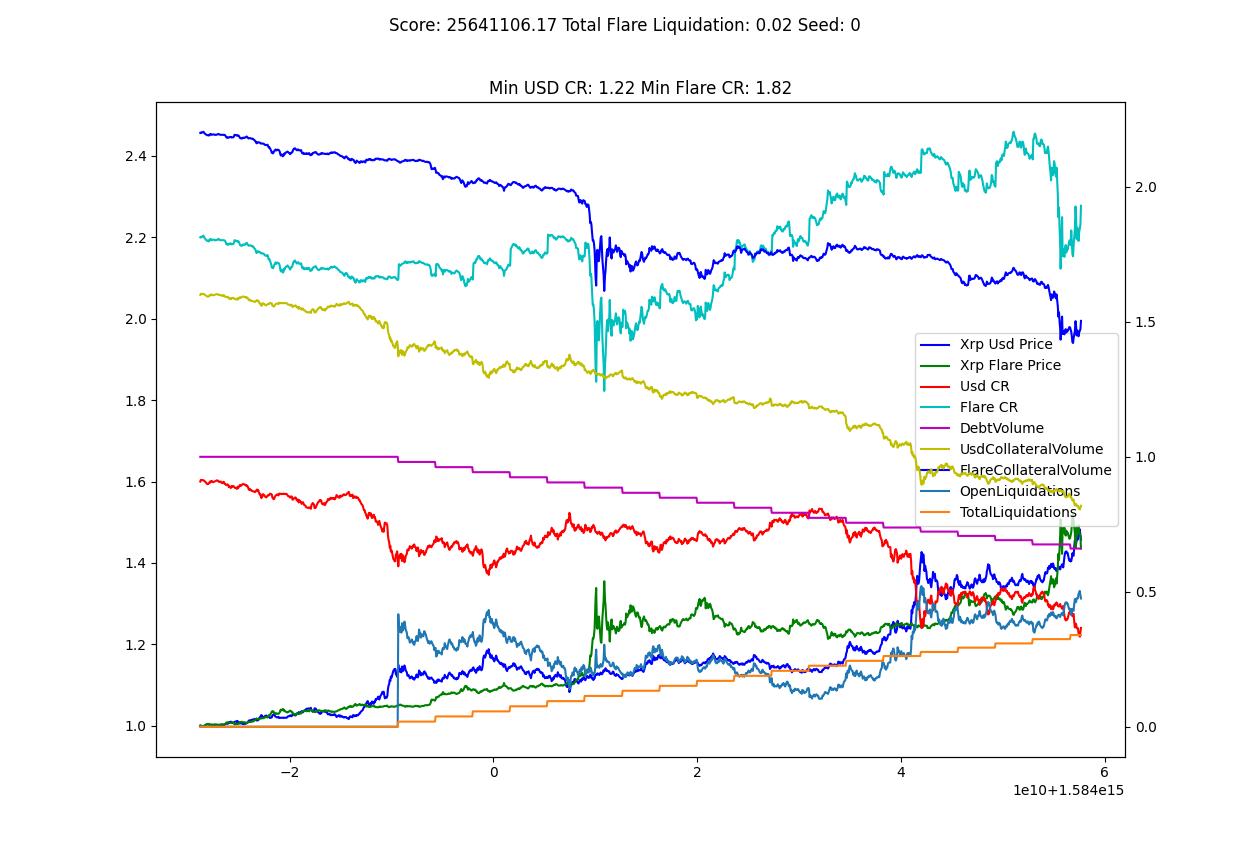 Score: 25641106.17 Total Flare Liquidation: 0.02 Seed: 0
Min USD CR: 1.22 Min Flare CR: 1.82
2.4
2.2
2.0
1.8
1.6
1.4
1.2
1.0
2.0
1.5
1.0
0.5
0.0
Xrp Usd Price
Xrp Flare Price
Usd CR
Flare CR
DebtVolume
UsdCollateralVolume
FlareCollateralVolume
OpenLiquidations
TotalLiquidations
−2 0 2 4 6
1e10+1.584e15